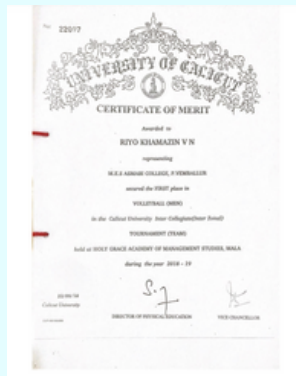 22097
UNIVERSITY OF CALICUT
CERTIFICATE OF MERIT
Awarded to
RIYO KHAMAZIN V N
representing
M.E.S ASMABI COLLEGE, P.VEMBALLUR
secured the FIRST place in
VOLLEYBALL (MEN)
in the Calicut University Inter Collegiate(Inter Zonal)
TOURNAMENT (TEAM)
held at HOLY GRACE ACADEMY OF MANAGEMENT STUDIES, MALA
during the year 2018 - 19
Calicut University
DIRECTOR OF PHYSICAL EDUCATION
VICE CHANCELLOR